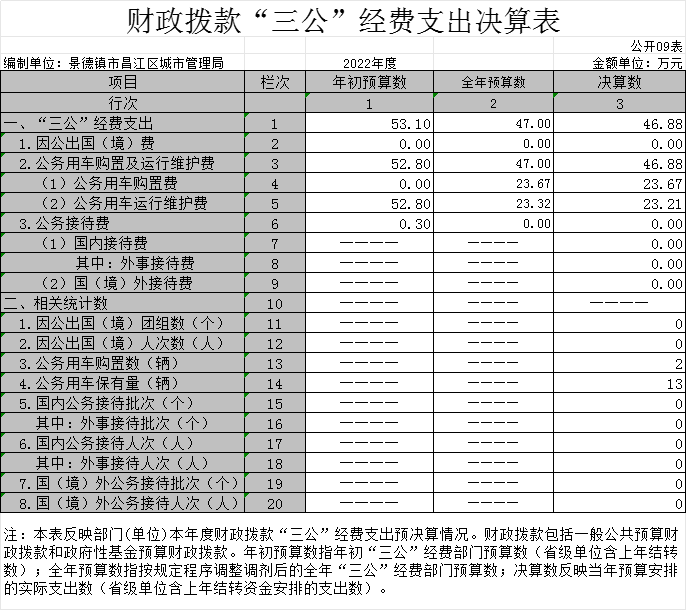 财政拨款“三公”经费支出决算表
公开09表
编制单位：景德镇市昌江区城市管理局 2022年度 金额单位：万元
项目 栏次 年初预算数 全年预算数 决算数
行次 1 2 3
一、“三公”经费支出 1 53.10 47.00 46.88
1.因公出国（境）费 2 0.00 0.00 0.00
2.公务用车购置及运行维护费 3 52.80 47.00 46.88
（1）公务用车购置费 4 0.00 23.67 23.67
（2）公务用车运行维护费 5 52.80 23.32 23.21
3.公务接待费 6 0.30 0.00 0.00
（1）国内接待费 7 ———— ———— 0.00
其中：外事接待费 8 ———— ———— 0.00
（2）国（境）外接待费 9 ———— ———— 0.00
二、相关统计数 10 ———— ———— ————
1.因公出国（境）团组数（个） 11 ———— ———— 0
2.因公出国（境）人次数（人） 12 ———— ———— 0
3.公务用车购置数（辆） 13 ———— ———— 2
4.公务用车保有量（辆） 14 ———— ———— 13
5.国内公务接待批次（个） 15 ———— ———— 0
其中：外事接待批次（个） 16 ———— ———— 0
6.国内公务接待人次（人） 17 ———— ———— 0
其中：外事接待人次（人） 18 ———— ———— 0
7.国（境）外公务接待批次（个） 19 ———— ———— 0
8.国（境）外公务接待人次（人） 20 ———— ———— 0
注：本表反映部门(单位)本年度财政拨款“三公”经费支出预决算情况。财政拨款包括一般公共预算财
政拨款和政府性基金预算财政拨款。年初预算数指年初“三公”经费部门预算数（省级单位含上年结转
数）；全年预算数指按规定程序调整调剂后的全年“三公”经费部门预算数；决算数反映当年预算安排
的实际支出数（省级单位含上年结转资金安排的支出数）。